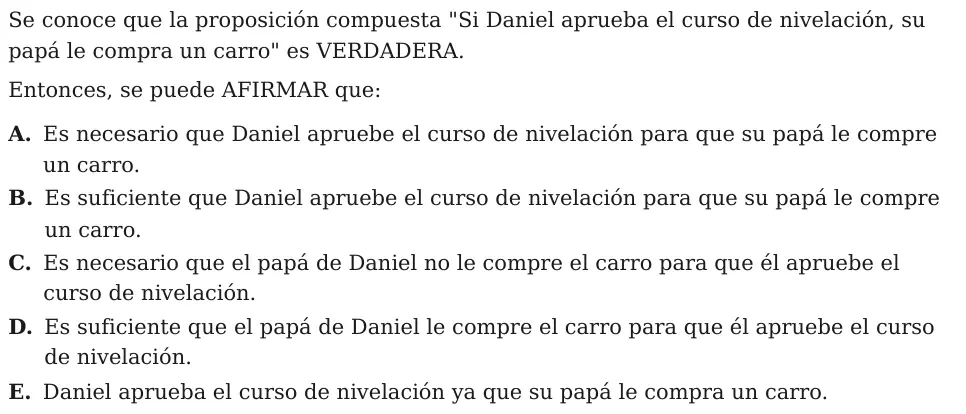 Se conoce que la proposición compuesta "Si Daniel aprueba el curso de nivelación, su
papá le compra un carro" es VERDADERA.
Entonces, se puede AFIRMAR que:
A. Es necesario que Daniel apruebe el curso de nivelación para que su papá le compre
un carro.
B. Es suficiente que Daniel apruebe el curso de nivelación para que su papá le compre
un carro.
C. Es necesario que el papá de Daniel no le compre el carro para que él apruebe el
curso de nivelación.
D. Es suficiente que el papá de Daniel le compre el carro para que él apruebe el curso
de nivelación.
E. Daniel aprueba el curso de nivelación ya que su papá le compra un carro.